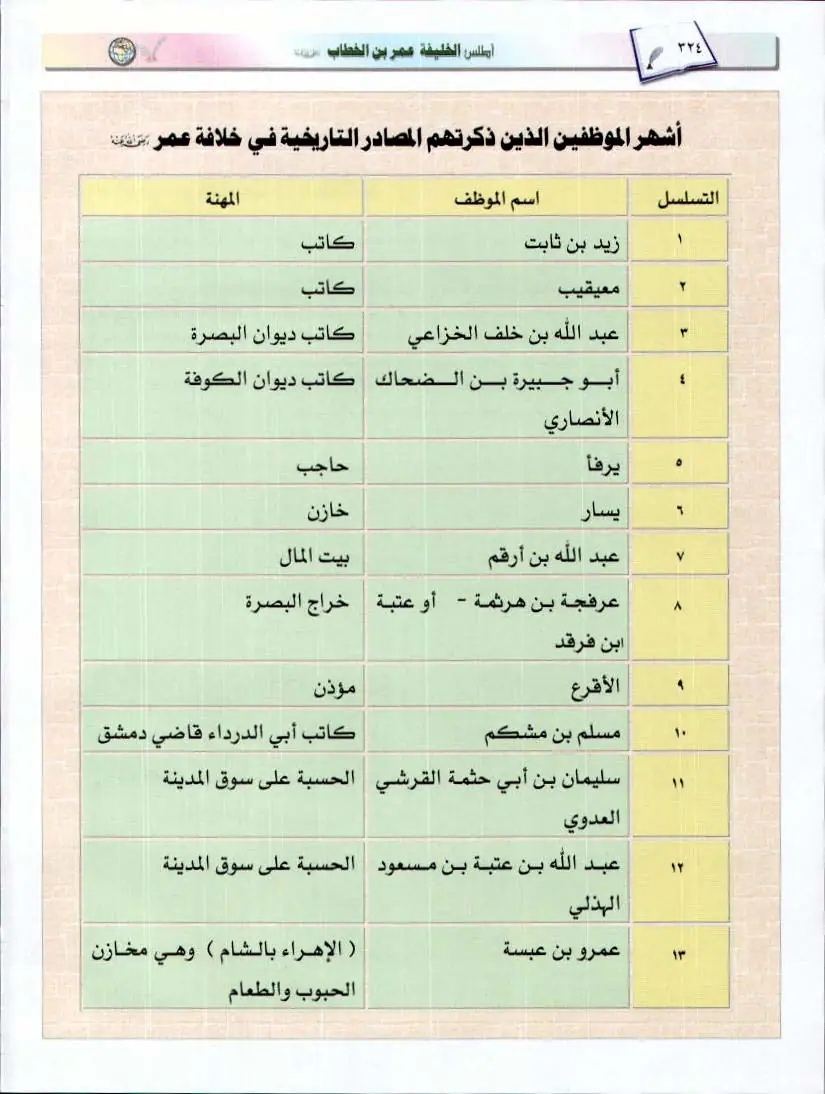 ٣٢٤
أطلس الخليفة عمر بن الخطاب
أشهر الموظفين الذين ذكرتهم المصادر التاريخية في خلافة عمر رضي الله عنه
التسلسل اسم الموظف المهنة
١ زيد بن ثابت كاتب
٢ معيقيب كاتب
٣ عبد الله بن خلف الخزاعي كاتب ديوان البصرة
٤ أبو جبيرة بن الضحاك كاتب ديوان الكوفة
الأنصاري
٥ يرفأ حاجب
٦ يسار خازن
٧ عبد الله بن أرقم بيت المال
٨ عرفجة بن هرثمة - أو عتبة خراج البصرة
ابن فرقد
٩ الأقرع مؤذن
١٠ مسلم بن مشكم كاتب أبي الدرداء قاضي دمشق
١١ سليمان بن أبي حثمة القرشي الحسبة على سوق المدينة
العدوي
١٢ عبد الله بن عتبة بن مسعود الحسبة على سوق المدينة
الهذلي
١٣ عمرو بن عبسة ( الإهراء بالشام ) وهي مخازن
الحبوب والطعام